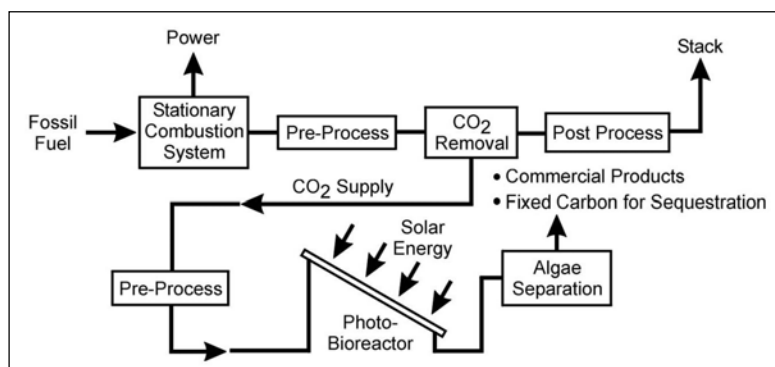 Power
Stack
Fossil
Fuel
Stationary
Combustion
System
Pre-Process
CO2
Removal
Post Process
CO2 Supply
• Commercial Products
• Fixed Carbon for Sequestration
Solar
Energy
Pre-Process
Algae
Separation
Photo-
Bioreactor